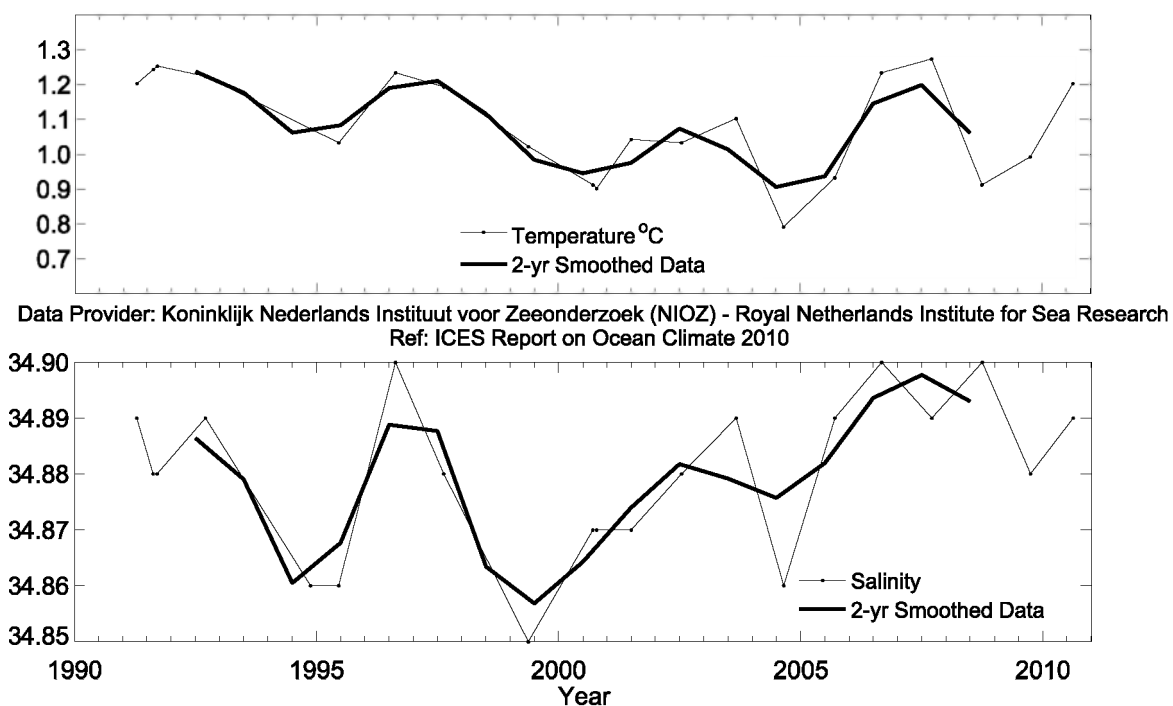 1.3
1.2
1.1
1.0
0.9
0.8
0.7
Temperature°C
2-yr Smoothed Data
Data Provider: Koninklijk Nederlands Instituut voor Zeeonderzoek (NIOZ) - Royal Netherlands Institute for Sea Research
Ref: ICES Report on Ocean Climate 2010
34.90
34.89
34.88
34.87
34.86
34.85
Salinity
2-yr Smoothed Data
1990 1995 2000 2005 2010
Year